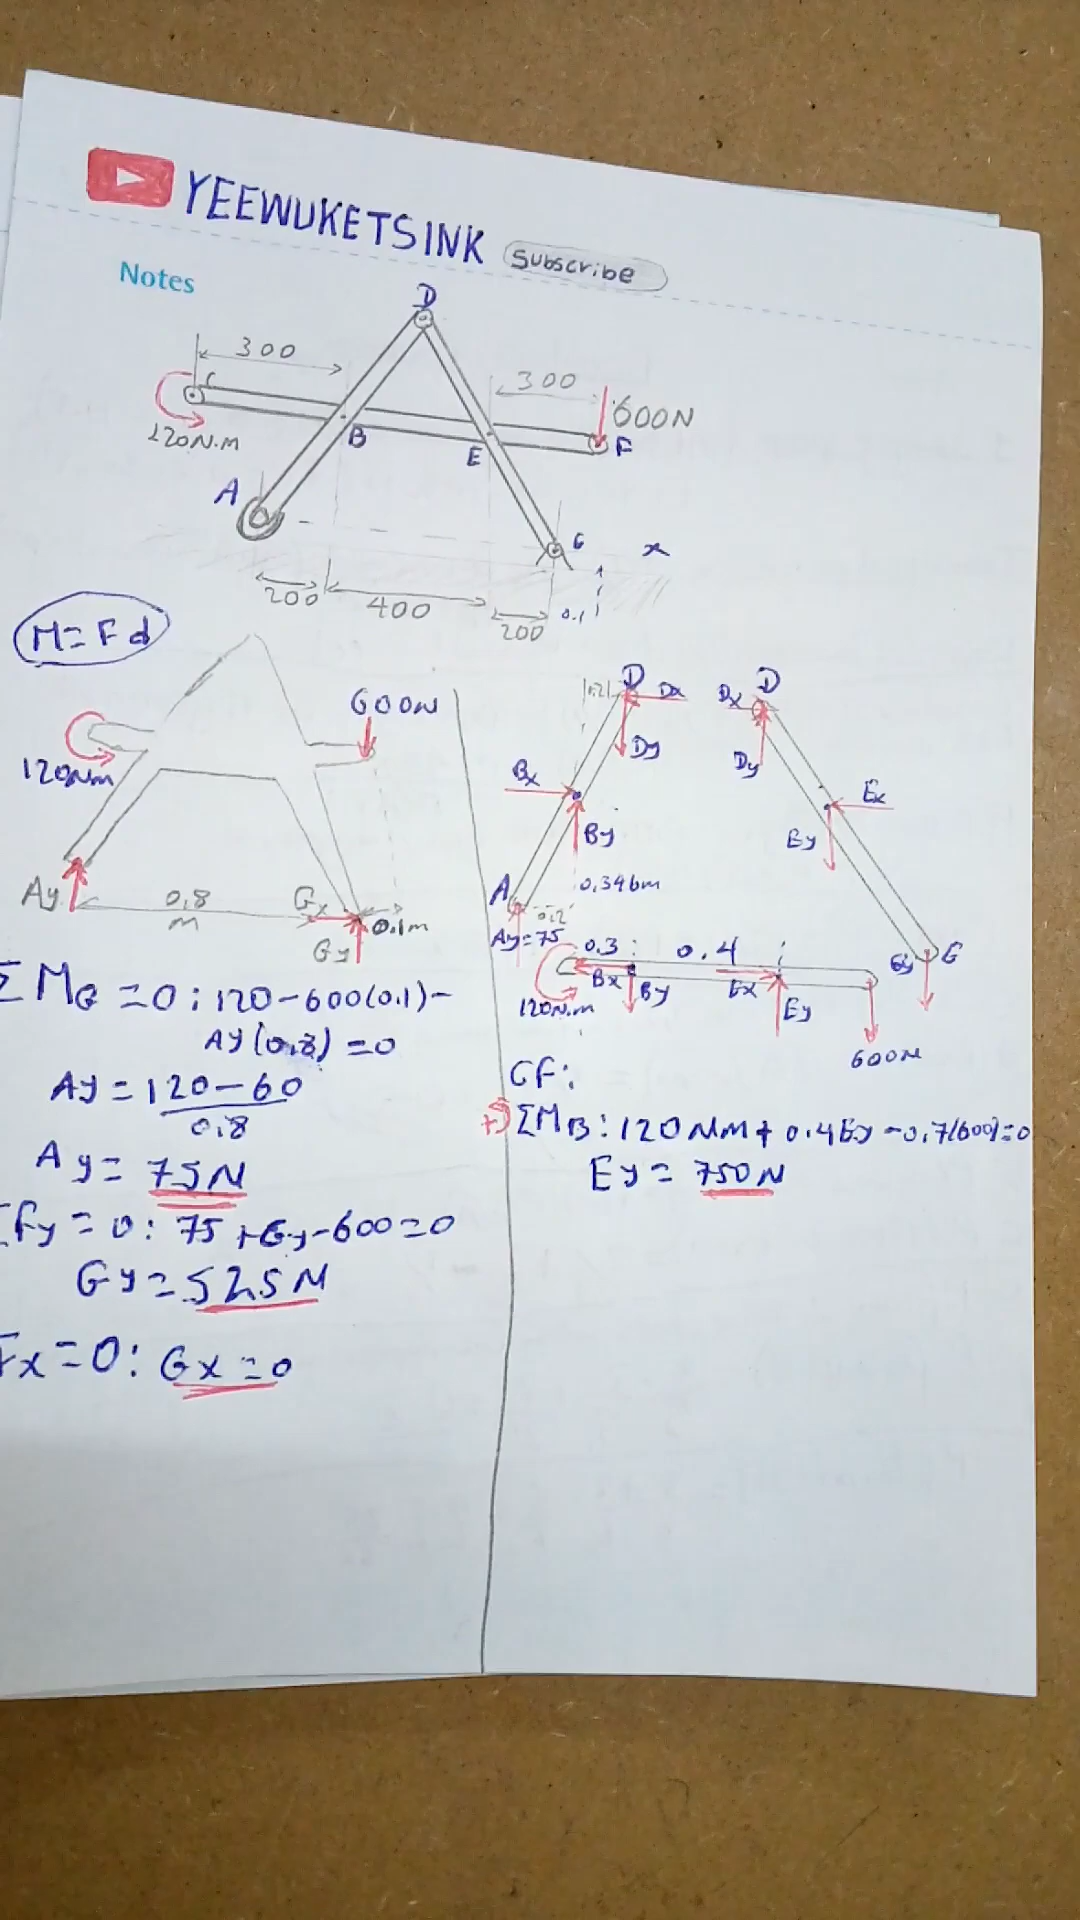 YEEWUKETSINK
Subscribe
Notes
D
300
300
600N
C
120N.m
B
E
F
A
G
x
200
400
200
0.1
M=Fd
600N
120Nm
Ay
0.8
m
Gx
0.1m
Gy
ΣMG=0: 120-600(0.1)-
Ay(0.8)=0
Ay=120-60
0.8
Ay=75N
ΣFy=0: 75+Gy-600=0
Gy=525N
Fx=0: Gx=0
D
0.2
Dx
Dy
Bx
By
A
0.346m
0.2
Ay=75
Dx
D
Dy
Ex
Ey
Gy
G
0.3
0.4
Bx
By
Ex
Ey
120N.m
600N
CF:
+ ΣMB: 120Nm+0.4Ey-0.7(600)=0
Ey=750N